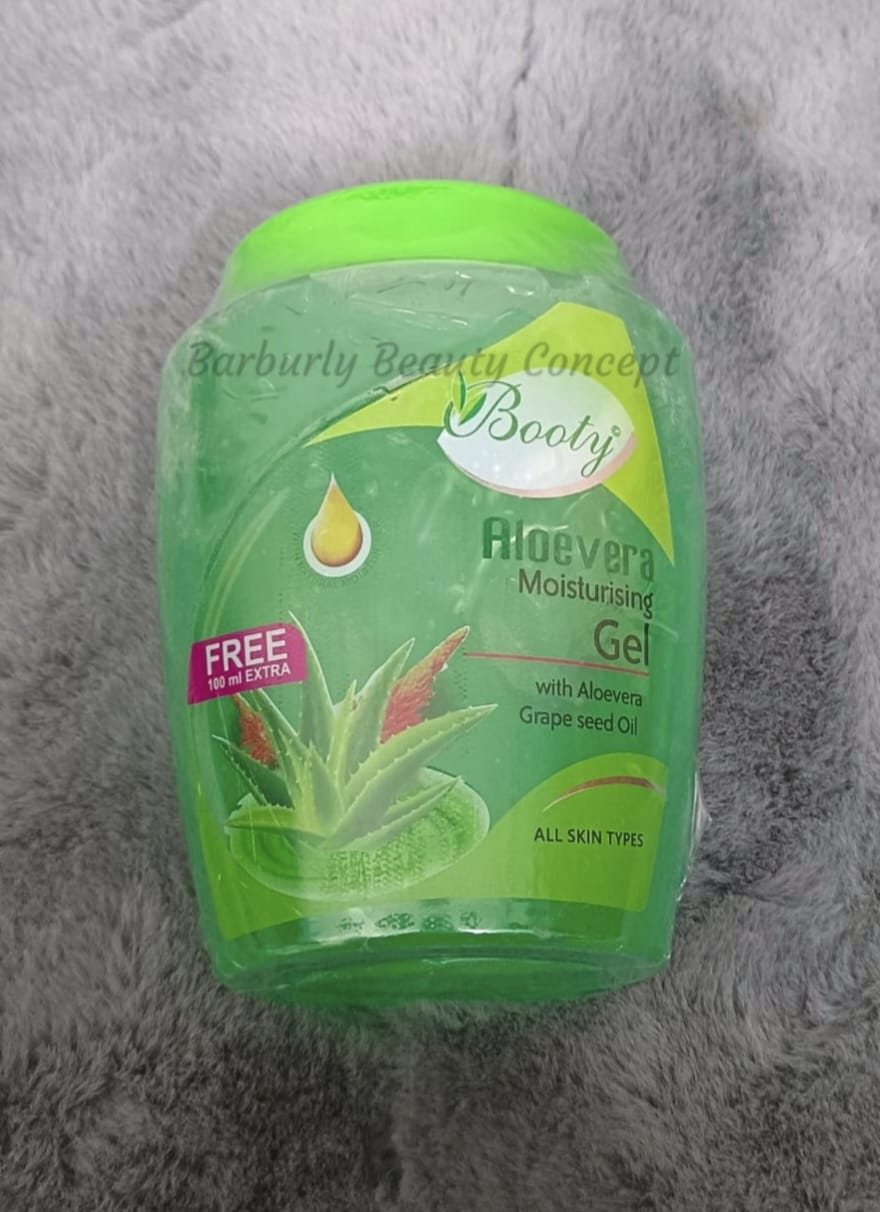 Barburly Beauty Concept
Booty©
Aloevera
Moisturising
Gel
with Aloevera
Grape seed Oil
FREE
100 ml EXTRA
ALL SKIN TYPES